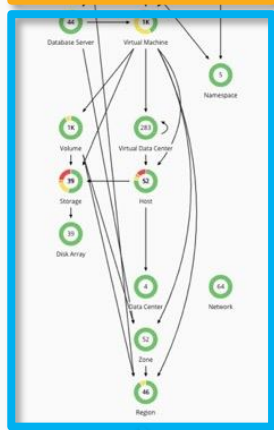 44
1K
Database Server
Virtual Machine
5
Namespace
1K
283
Volume
Virtual Data Center
39
52
Storage
Host
39
Disk Array
4
64
Data Center
Network
52
Zone
46
Region